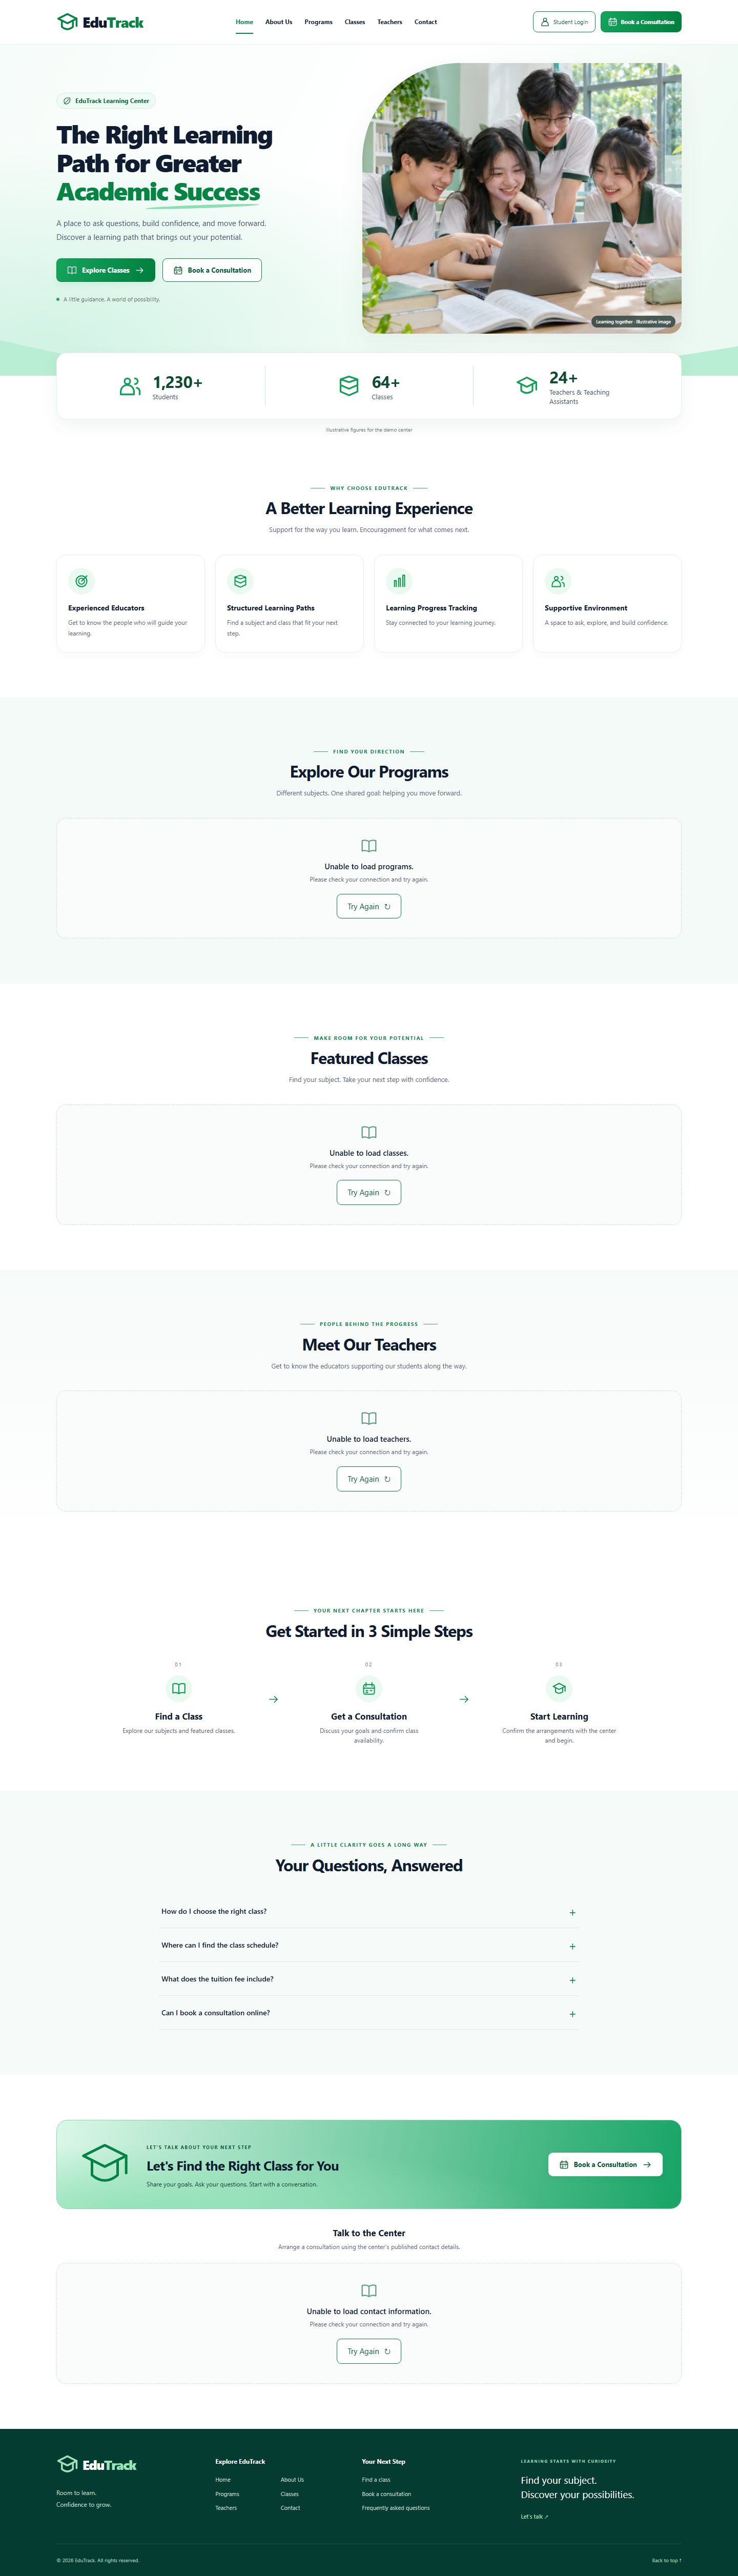 EduTrack
Home
About Us
Programs
Classes
Teachers
Contact
Student Login
Book a Consultation
EduTrack Learning Center
The Right Learning
Path for Greater
Academic Success
A place to ask questions, build confidence, and move forward.
Discover a learning path that brings out your potential.
Explore Classes →
Book a Consultation
A little guidance. A world of possibility.
Learning together · Illustrative image
1,230+
Students
64+
Classes
24+
Teachers & Teaching
Assistants
Illustrative figures for the demo center
WHY CHOOSE EDUTRACK
A Better Learning Experience
Support for the way you learn. Encouragement for what comes next.
Experienced Educators
Get to know the people who will guide your
learning.
Structured Learning Paths
Find a subject and class that fit your next
step.
Learning Progress Tracking
Stay connected to your learning journey.
Supportive Environment
A space to ask, explore, and build confidence.
FIND YOUR DIRECTION
Explore Our Programs
Different subjects. One shared goal: helping you move forward.
Unable to load programs.
Please check your connection and try again.
Try Again ↻
MAKE ROOM FOR YOUR POTENTIAL
Featured Classes
Find your subject. Take your next step with confidence.
Unable to load classes.
Please check your connection and try again.
Try Again ↻
PEOPLE BEHIND THE PROGRESS
Meet Our Teachers
Get to know the educators supporting our students along the way.
Unable to load teachers.
Please check your connection and try again.
Try Again ↻
YOUR NEXT CHAPTER STARTS HERE
Get Started in 3 Simple Steps
01
Find a Class
Explore our subjects and featured classes.
→
02
Get a Consultation
Discuss your goals and confirm class
availability.
→
03
Start Learning
Confirm the arrangements with the center
and begin.
A LITTLE CLARITY GOES A LONG WAY
Your Questions, Answered
How do I choose the right class? +
Where can I find the class schedule? +
What does the tuition fee include? +
Can I book a consultation online? +
LET'S TALK ABOUT YOUR NEXT STEP
Let's Find the Right Class for You
Share your goals. Ask your questions. Start with a conversation.
Book a Consultation →
Talk to the Center
Arrange a consultation using the center's published contact details.
Unable to load contact information.
Please check your connection and try again.
Try Again ↻
EduTrack
Room to learn.
Confidence to grow.
Explore EduTrack
Home
About Us
Programs
Classes
Teachers
Contact
Your Next Step
Find a class
Book a consultation
Frequently asked questions
LEARNING STARTS WITH CURIOSITY
Find your subject.
Discover your possibilities.
Let's talk ↗
© 2026 EduTrack. All rights reserved.
Back to top ↑